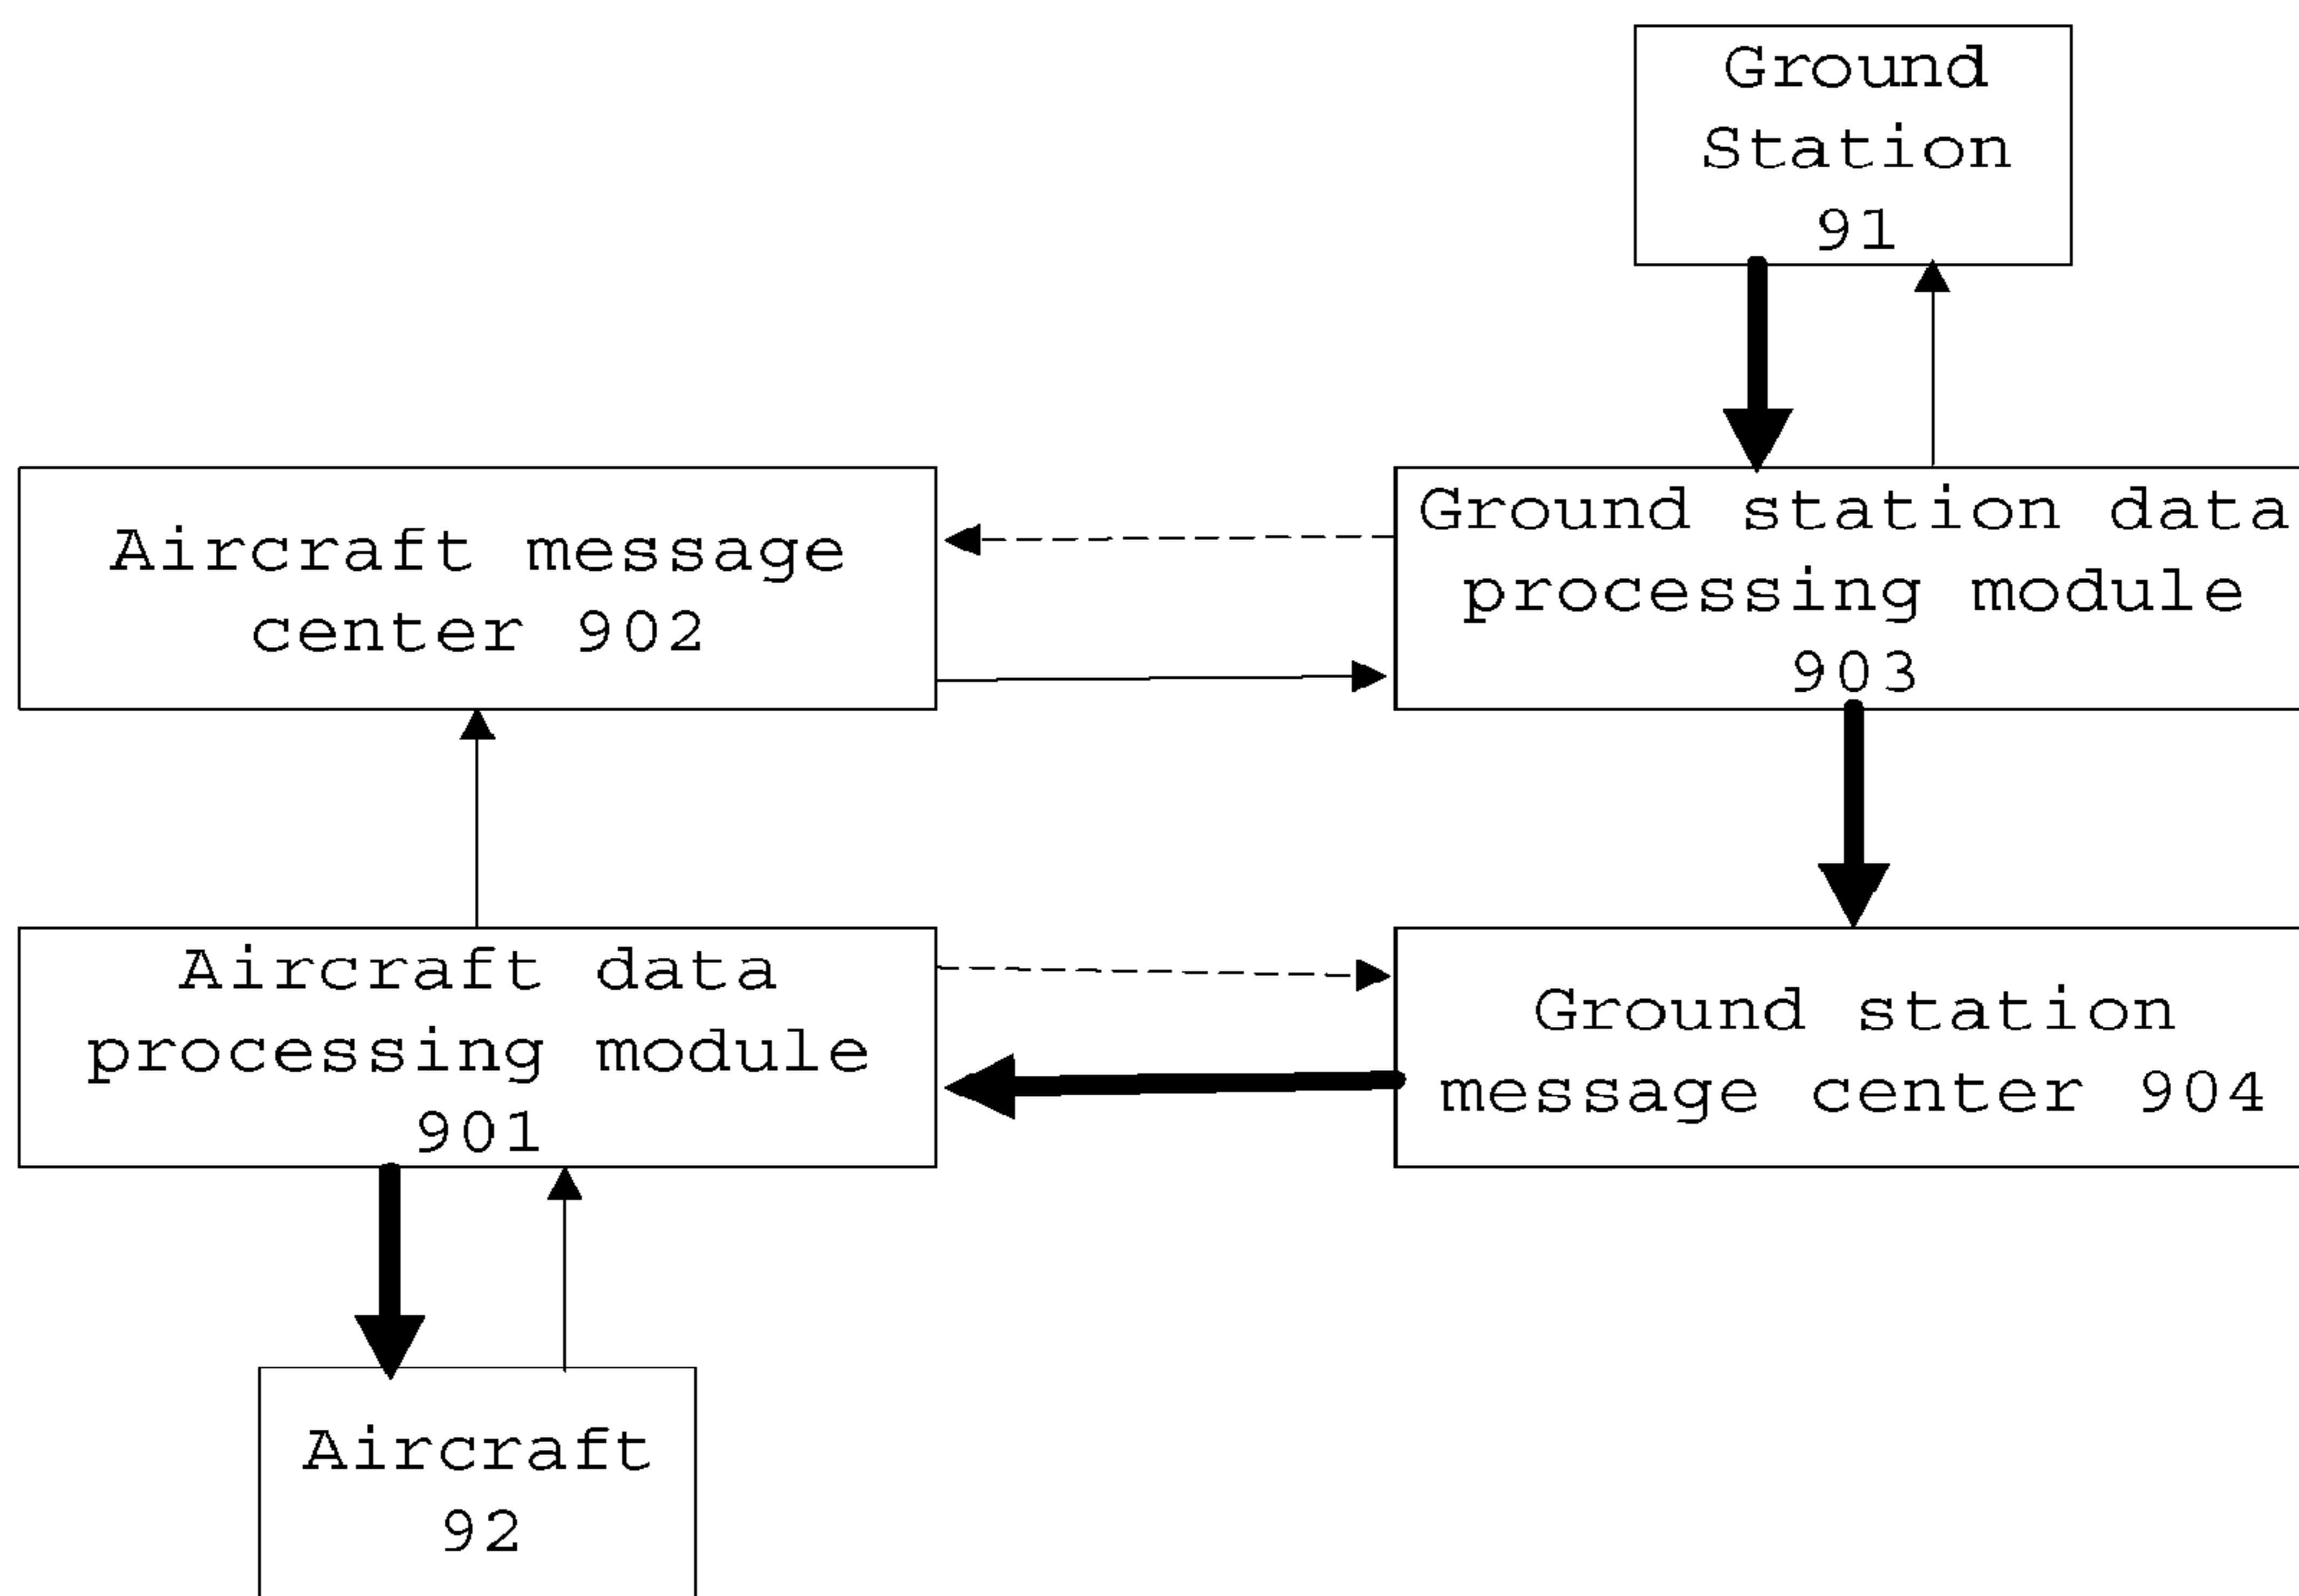 Ground
Station
91
Aircraft message
center 902
Ground station data
processing module
903
Aircraft data
processing module
901
Ground station
message center 904
Aircraft
92